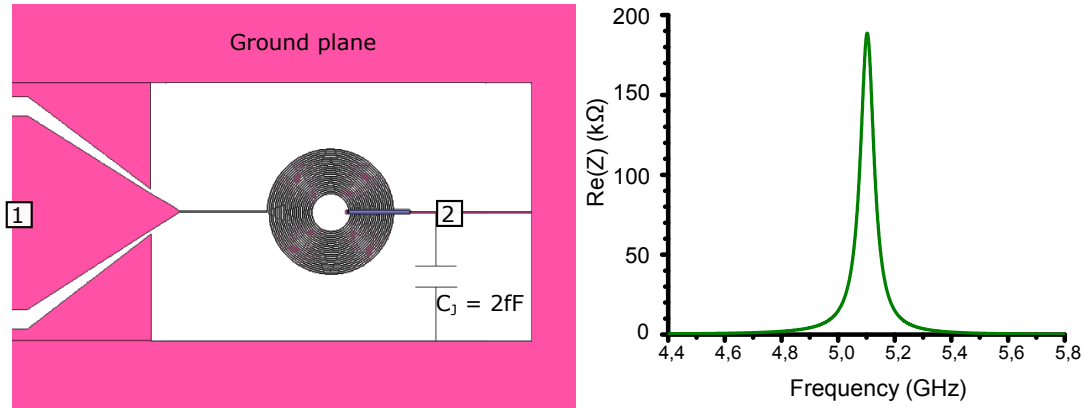 Ground plane
1
2
C_J = 2fF
Re(Z) (kΩ)
200
150
100
50
0
4,4 4,6 4,8 5,0 5,2 5,4 5,6 5,8
Frequency (GHz)